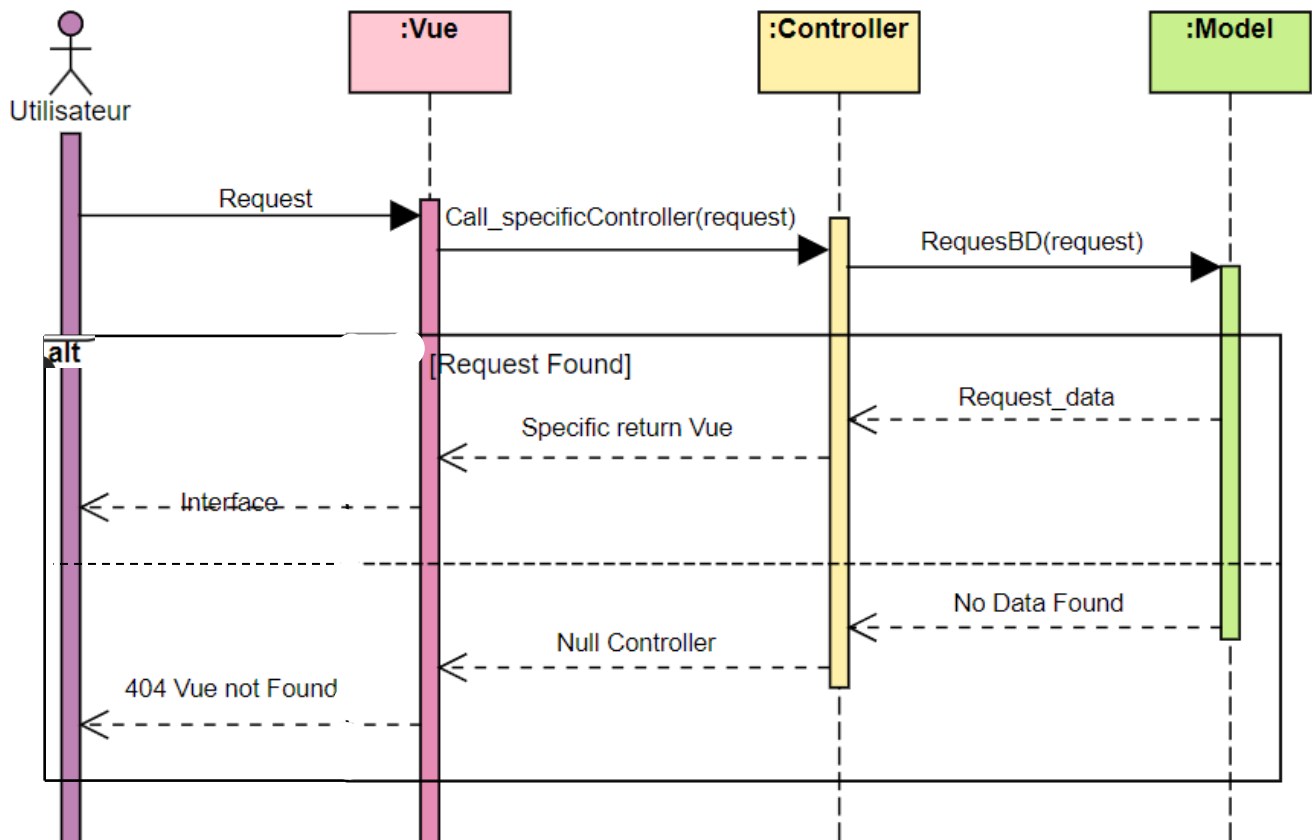 :Vue
:Controller
:Model
Utilisateur
Request
Call_specificController(request)
RequesBD(request)
alt
[Request Found]
Request_data
Specific return Vue
Interface
No Data Found
Null Controller
404 Vue not Found